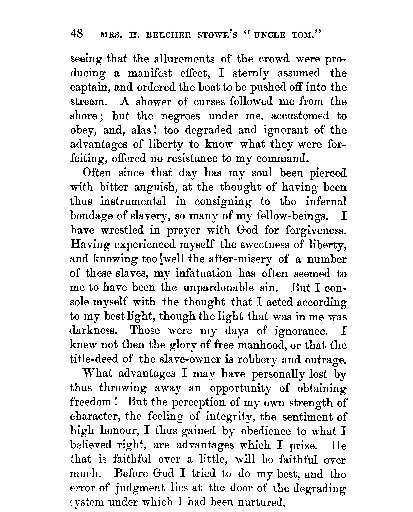 48 MRS. H. BELCHER STOWE'S "UNCLE TOM."
seeing that the allurements of the crowd were pro-
ducing a manifest effect, I sternly assumed the
captain, and ordered the boat to be pushed off into the
stream. A shower of curses followed me from the
shore; but the negroes under me, accustomed to
obey, and, alas! too degraded and ignorant of the
advantages of liberty to know what they were for-
feiting, offered no resistance to my command.
Often since that day has my soul been pierced
with bitter anguish, at the thought of having been
thus instrumental in consigning to the infernal
bondage of slavery, so many of my fellow-beings. I
have wrestled in prayer with God for forgiveness.
Having experienced myself the sweetness of liberty,
and knowing too well the after-misery of a number
of these slaves, my infatuation has often seemed to
me to have been the unpardonable sin. But I con-
sole myself with the thought that I acted according
to my best light, though the light that was in me was
darkness. Those were my days of ignorance. I
knew not then the glory of free manhood, or that the
title-deed of the slave-owner is robbery and outrage.
What advantages I may have personally lost by
thus throwing away an opportunity of obtaining
freedom! But the perception of my own strength of
character, the feeling of integrity, the sentiment of
high honour, I thus gained by obedience to what I
believed right, are advantages which I prize. He
that is faithful over a little, will be faithful over
much. Before God I tried to do my best, and the
error of judgment lies at the door of the degrading
system under which I had been nurtured.